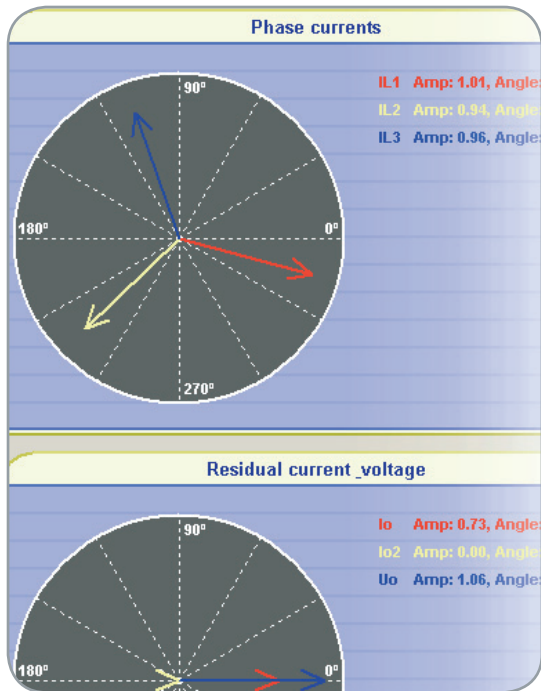 Phase currents
IL1 Amp: 1.01, Angle:
IL2 Amp: 0.94, Angle:
IL3 Amp: 0.96, Angle:
90°
180°
0°
270°
Residual current_voltage
Io Amp: 0.73, Angle:
Io2 Amp: 0.00, Angle:
Uo Amp: 1.06, Angle:
90°
180°
0°